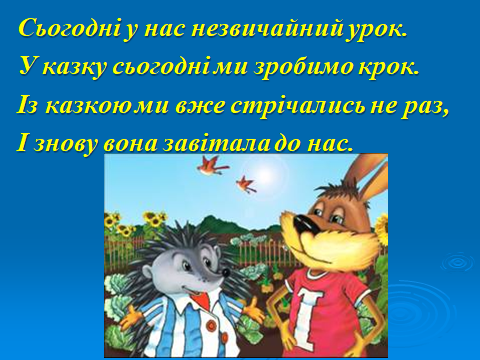 Сьогодні у нас незвичайний урок.
У казку сьогодні ми зробимо крок.
Із казкою ми вже стрічались не раз,
І знову вона завітала до нас.
I